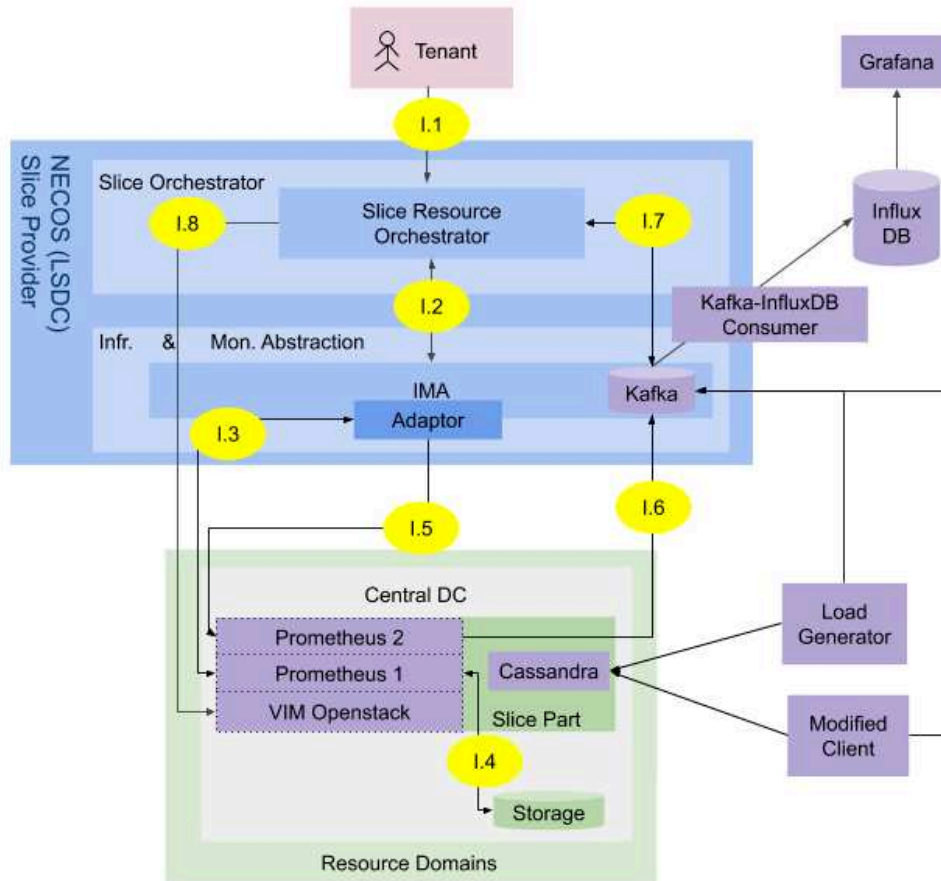 Tenant
Grafana
I.1
NECOS (LSDC)
Slice Provider
Slice Orchestrator
I.8
Slice Resource
Orchestrator
I.7
Influx
DB
I.2
Kafka-InfluxDB
Consumer
Infr. & Mon. Abstraction
IMA
Kafka
Adaptor
I.3
I.6
I.5
Central DC
Prometheus 2
Load
Generator
Prometheus 1
Cassandra
VIM Openstack
Slice Part
Modified
Client
I.4
Storage
Resource Domains